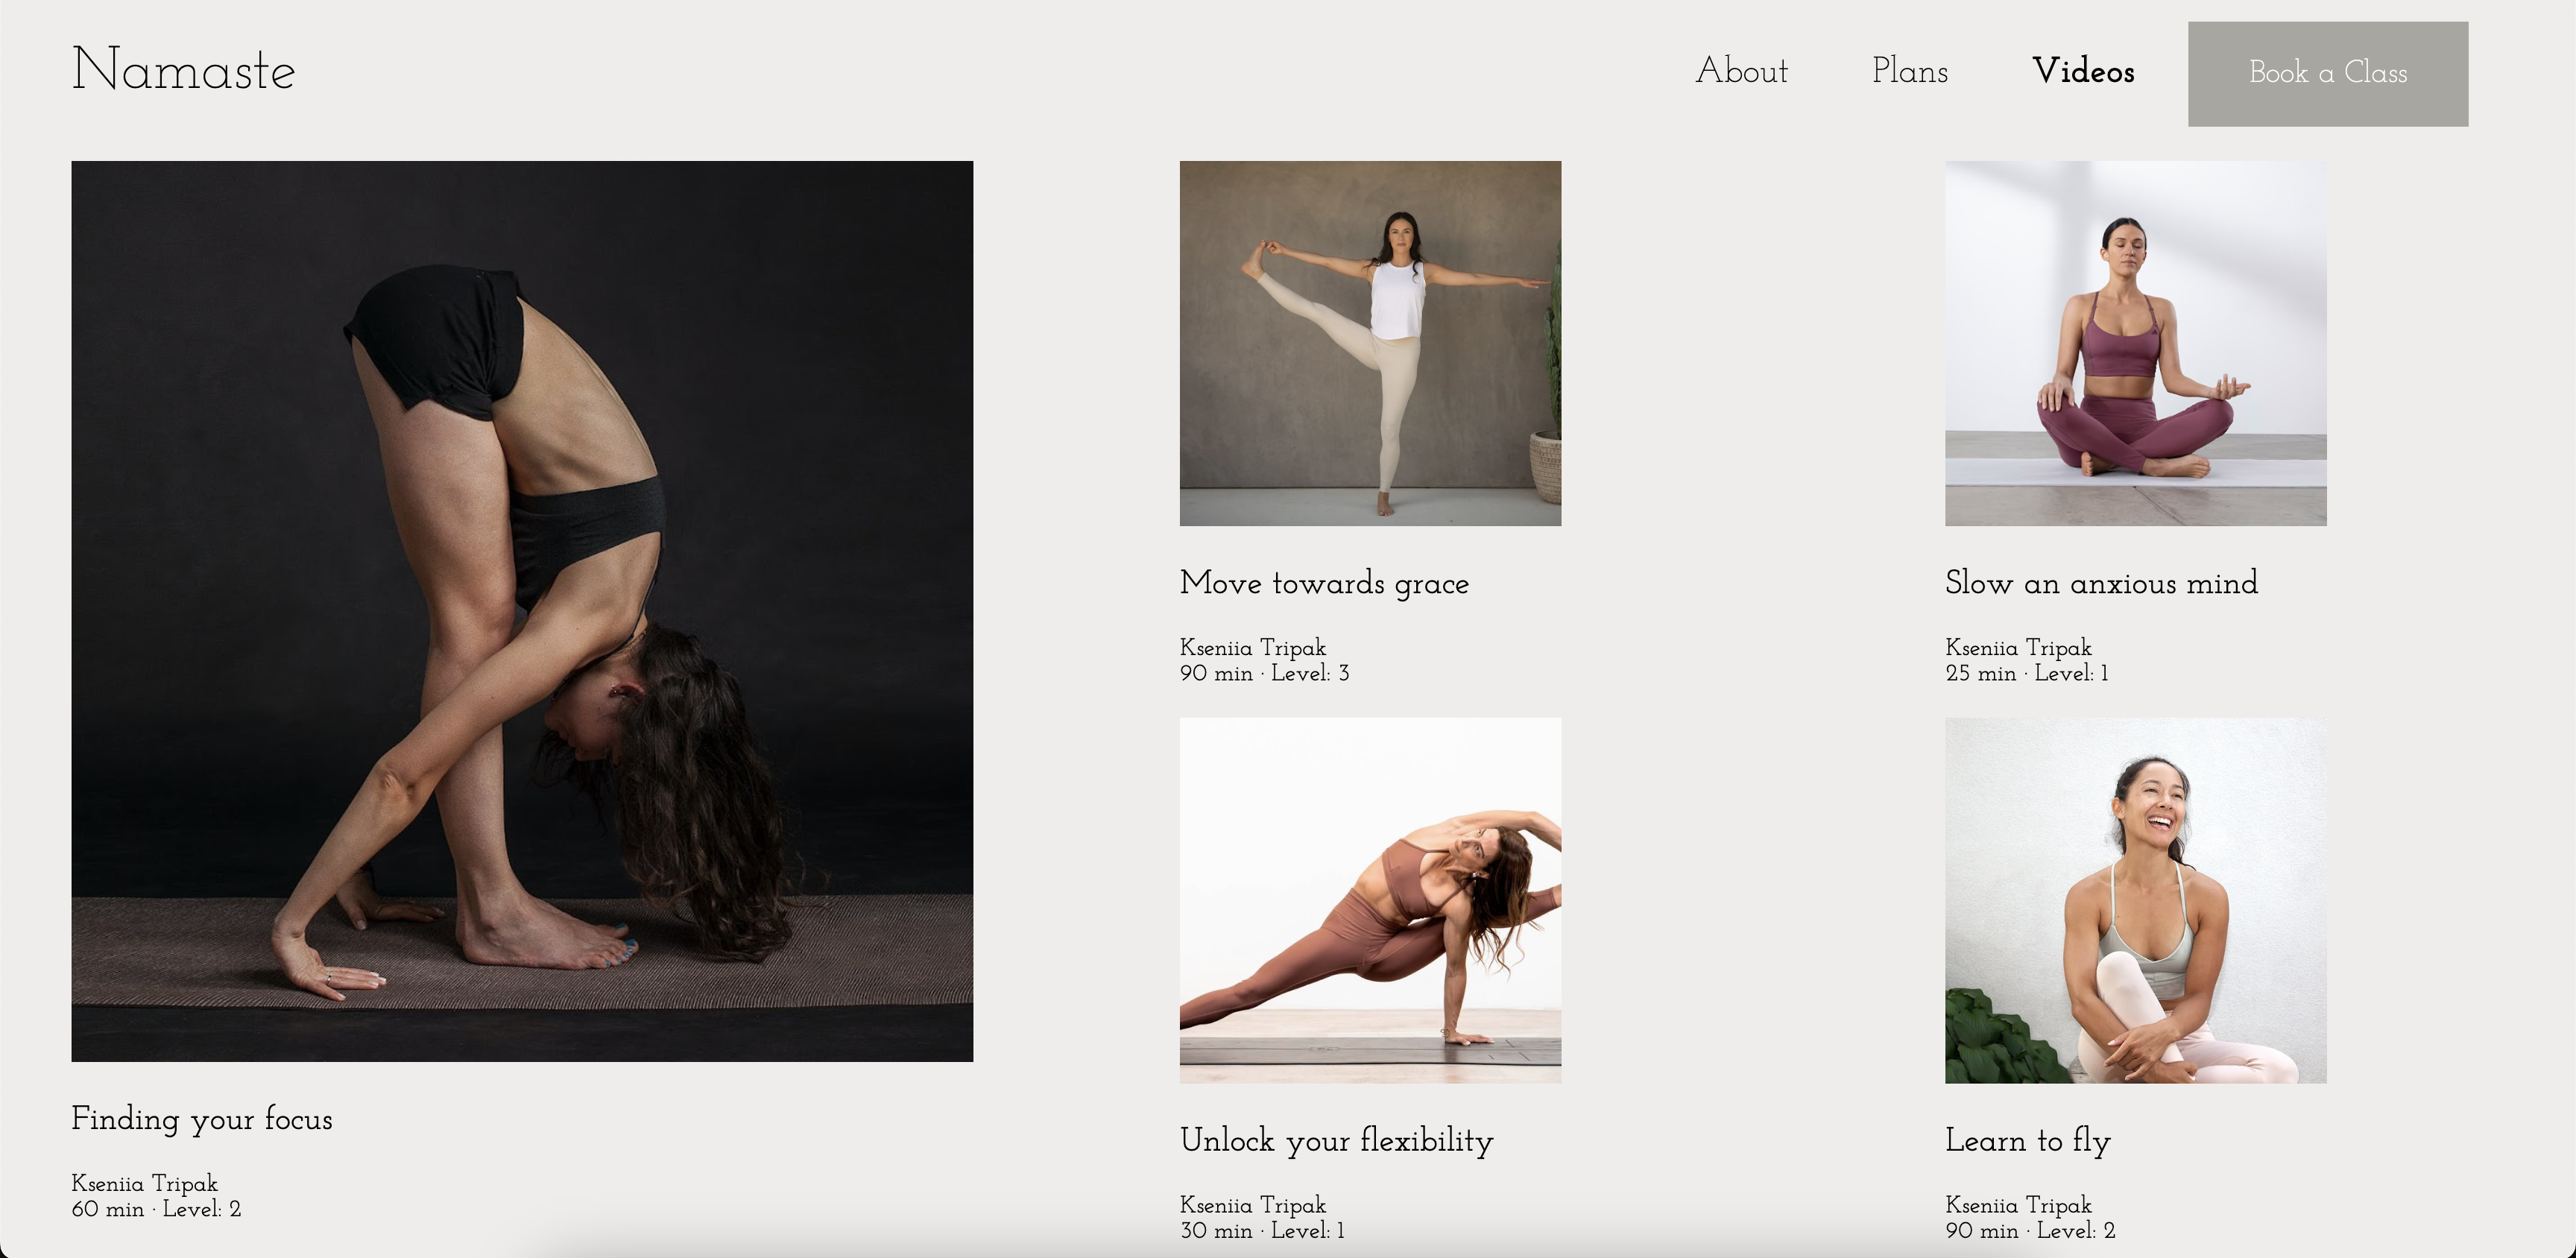 Namaste
About
Plans
Videos
Book a Class
Finding your focus
Kseniia Tripak
60 min · Level: 2
Move towards grace
Kseniia Tripak
90 min · Level: 3
Slow an anxious mind
Kseniia Tripak
25 min · Level: 1
Unlock your flexibility
Kseniia Tripak
30 min · Level: 1
Learn to fly
Kseniia Tripak
90 min · Level: 2